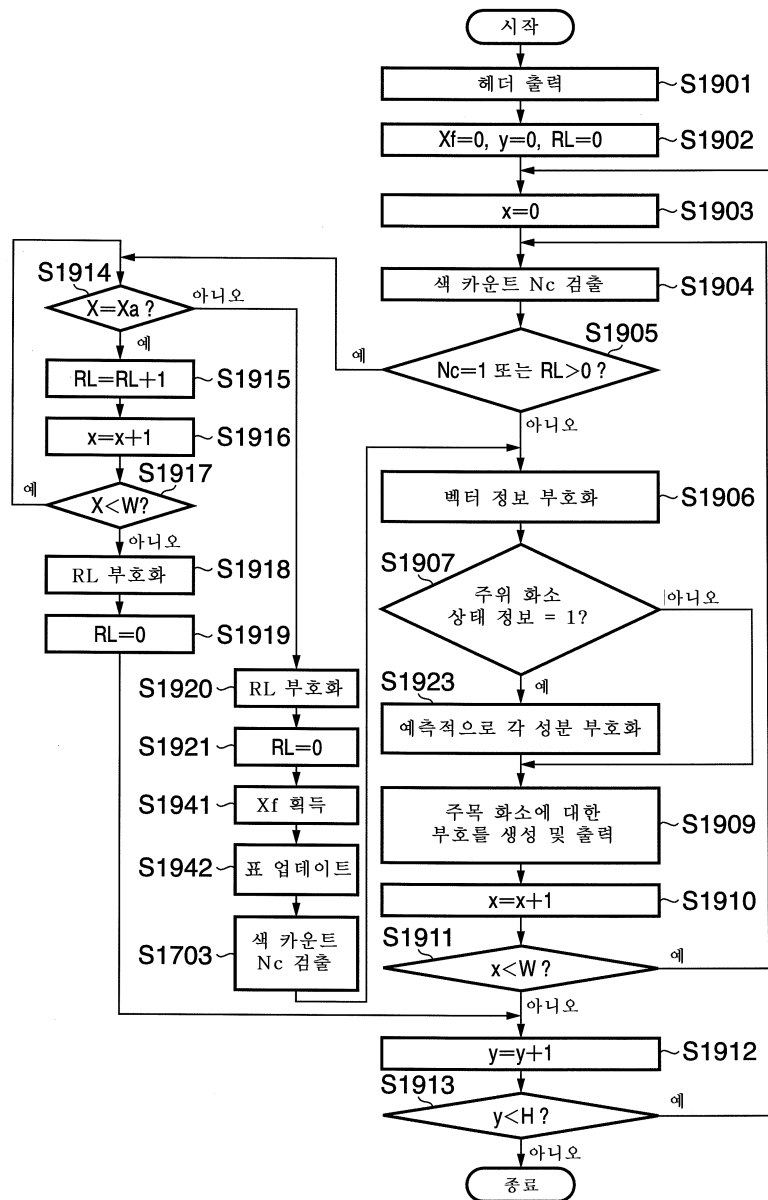 시작
헤더 출력
S1901
Xf=0, y=0, RL=0
S1902
x=0
S1903
색 카운트 Nc 검출
S1904
S1905
Nc=1 또는 RL>0 ?
예
아니오
S1914
X=Xa ?
아니오
예
RL=RL+1
S1915
x=x+1
S1916
S1917
X<W?
예
아니오
RL 부호화
S1918
RL=0
S1919
S1920
RL 부호화
S1921
RL=0
S1941
Xf 획득
S1942
표 업데이트
S1703
색 카운트
Nc 검출
벡터 정보 부호화
S1906
S1907
주위 화소
상태 정보 = 1?
아니오
예
S1923
예측적으로 각 성분 부호화
주목 화소에 대한
부호를 생성 및 출력
S1909
x=x+1
S1910
S1911
x<W ?
예
아니오
y=y+1
S1912
S1913
y<H ?
예
아니오
종료